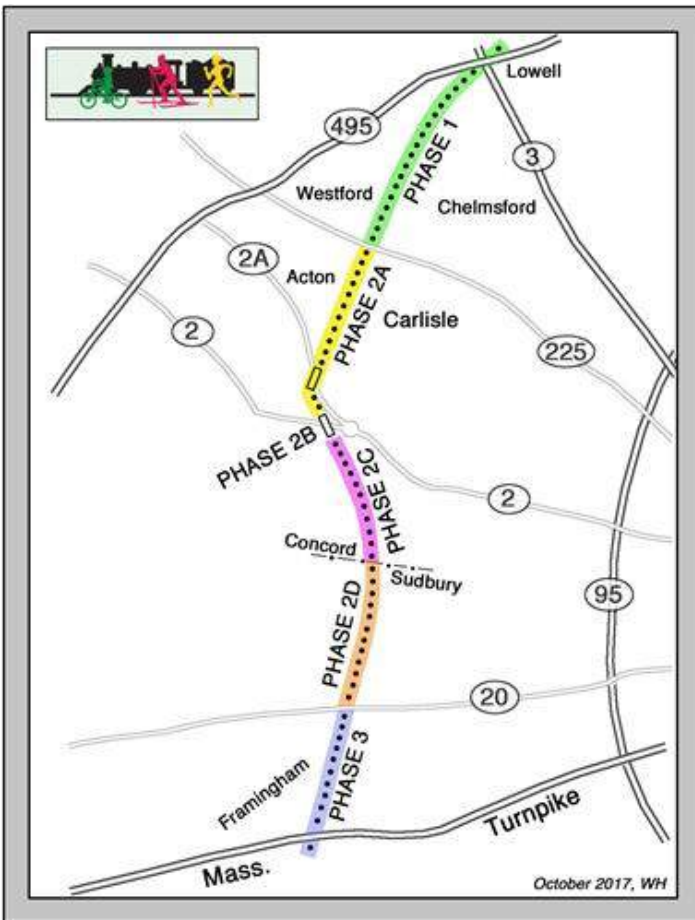 Lowell
495
3
PHASE 1
Westford
Chelmsford
2A
Acton
PHASE 2A
Carlisle
2
225
PHASE 2B
PHASE 2C
2
Concord
Sudbury
95
PHASE 2D
20
PHASE 3
Framingham
Turnpike
Mass.
October 2017, WH